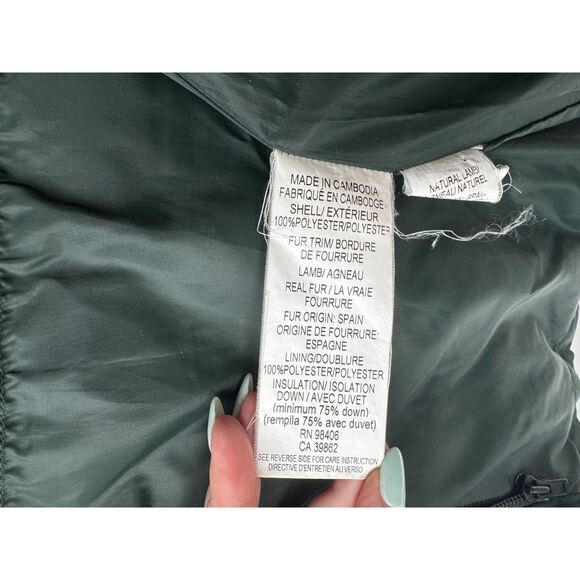 MADE IN CAMBODIA
FABRIQUÉ EN CAMBODGE
SHELL/ EXTÉRIEUR
100%POLYESTER/POLYESTER
FUR TRIM/ BORDURE
DE FOURRURE
LAMB/ AGNEAU
REAL FUR / LA VRAIE
FOURRURE
FUR ORIGIN: SPAIN
ORIGINE DE FOURRURE:
ESPAGNE
LINING/DOUBLURE
100%POLYESTER/POLYESTER
INSULATION/ISOLATION
DOWN / AVEC DUVET
(minimum 75% down)
(rempila 75% avec duvet)
RN 98406
CA 39862
SEE REVERSE SIDE FOR CARE INSTRUCTION
DIRECTIVE D'ENTRETIEN AU VERSO
NATURAL LAMB/
NEAU NATUREL